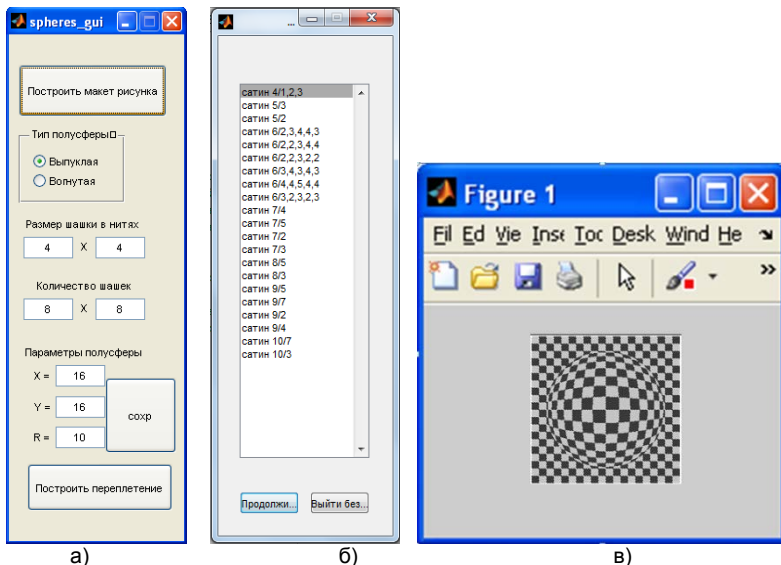 spheres_gui
Построить макет рисунка
Тип полусферы
Выпуклая
Вогнутая
Размер шашки в нитях
4 X 4
Количество шашек
8 X 8
Параметры полусферы
X = 16
Y = 16
R = 10
сохр
Построить переплетение
а)
...
сатин 4/1,2,3
сатин 5/3
сатин 5/2
сатин 6/2,3,4,4,3
сатин 6/2,2,3,4,4
сатин 6/2,2,3,2,2
сатин 6/3,4,3,4,3
сатин 6/4,4,5,4,4
сатин 6/3,2,3,2,3
сатин 7/4
сатин 7/5
сатин 7/2
сатин 7/3
сатин 8/5
сатин 8/3
сатин 9/5
сатин 9/7
сатин 9/2
сатин 9/4
сатин 10/7
сатин 10/3
Продолжи... Выйти без...
б)
Figure 1
Fil Ed Vie Inse Toc Desk Wind He
в)